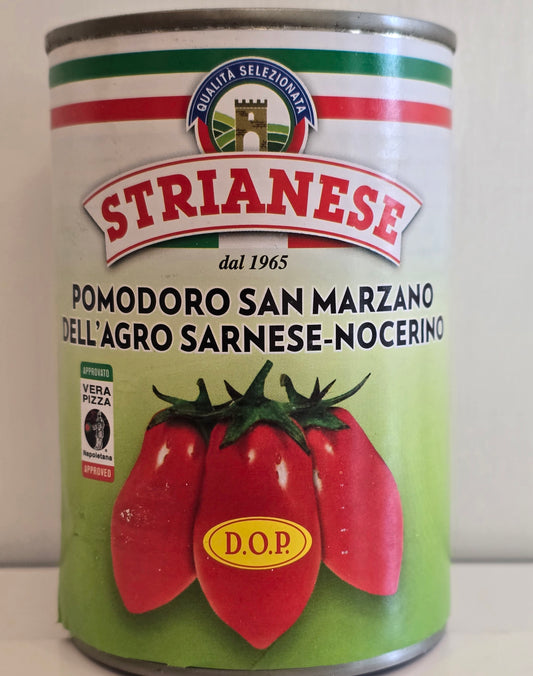 QUALITÀ SELEZIONATA
STRIANESE
dal 1965
POMODORO SAN MARZANO
DELL'AGRO SARNESE-NOCERINO
APPROVATO
VERA
PIZZA
Napoletana
APPROVED
D.O.P.